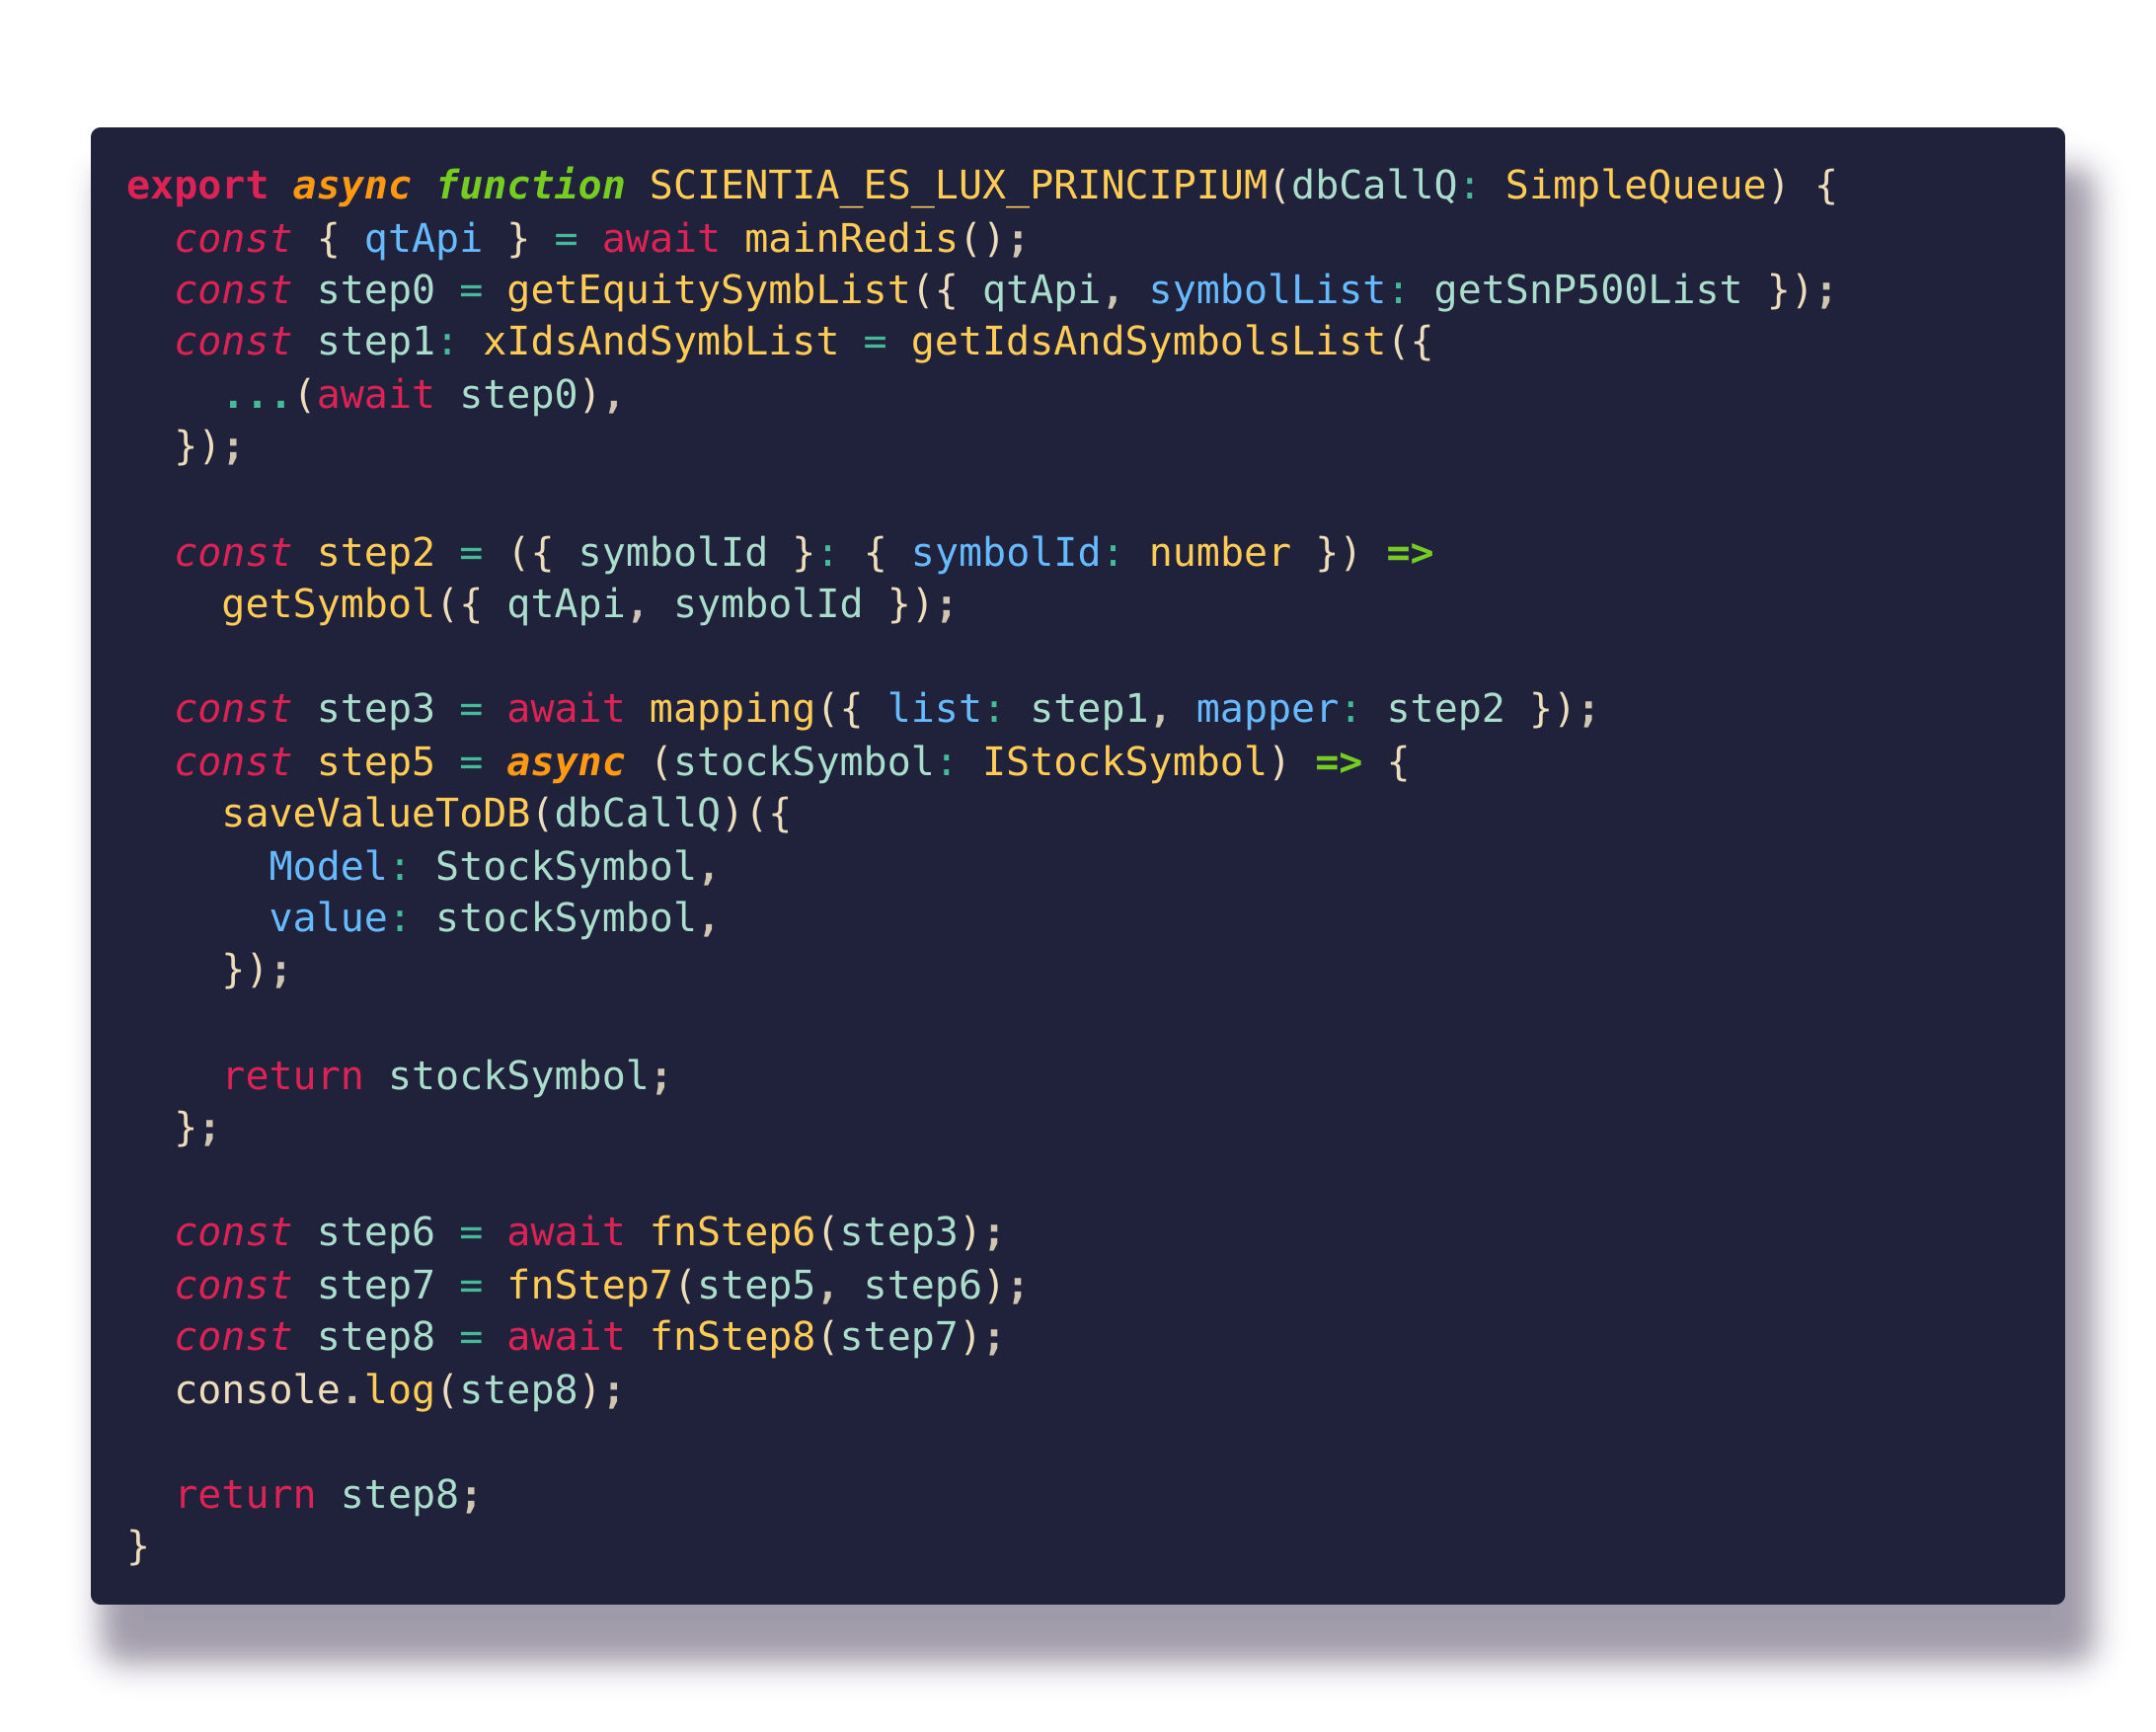 export async function SCIENTIA_ES_LUX_PRINCIPIUM(dbCallQ: SimpleQueue) {
  const { qtApi } = await mainRedis();
  const step0 = getEquitySymbList({ qtApi, symbolList: getSnP500List });
  const step1: xIdsAndSymbList = getIdsAndSymbolsList({
    ...(await step0),
  });

  const step2 = ({ symbolId }: { symbolId: number }) =>
    getSymbol({ qtApi, symbolId });

  const step3 = await mapping({ list: step1, mapper: step2 });
  const step5 = async (stockSymbol: IStockSymbol) => {
    saveValueToDB(dbCallQ)({
      Model: StockSymbol,
      value: stockSymbol,
    });

    return stockSymbol;
  };

  const step6 = await fnStep6(step3);
  const step7 = fnStep7(step5, step6);
  const step8 = await fnStep8(step7);
  console.log(step8);

  return step8;
}